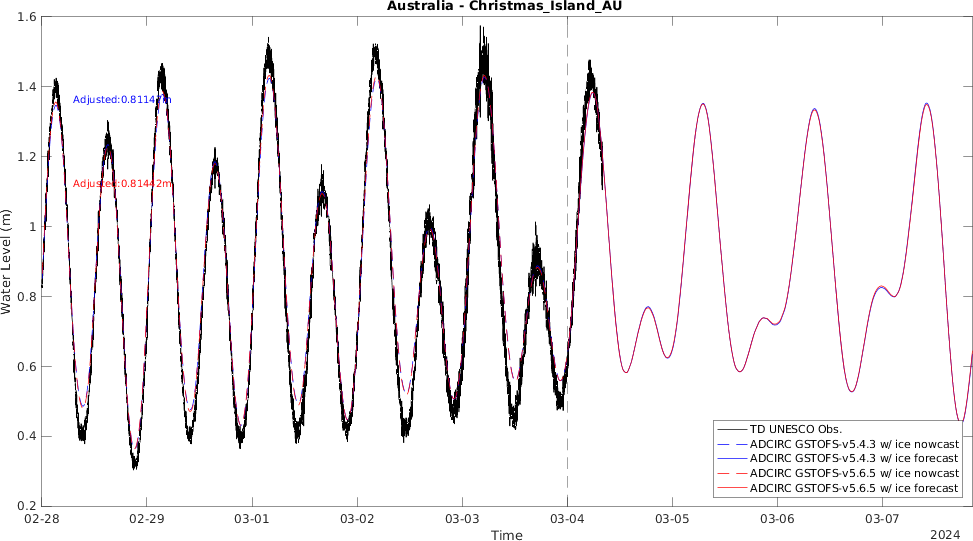 Australia - Christmas_Island_AU
1.6
1.4
1.2
1
0.8
0.6
0.4
0.2
Water Level (m)
Adjusted:0.81147m
Adjusted:0.81442m
TD UNESCO Obs.
ADCIRC GSTOFS-v5.4.3 w/ ice nowcast
ADCIRC GSTOFS-v5.4.3 w/ ice forecast
ADCIRC GSTOFS-v5.6.5 w/ ice nowcast
ADCIRC GSTOFS-v5.6.5 w/ ice forecast
02-28 02-29 03-01 03-02 03-03 03-04 03-05 03-06 03-07
Time
2024